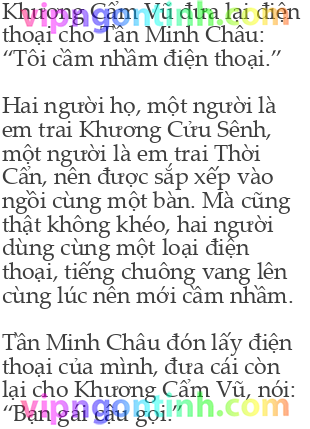 Khương Cẩm Vũ đưa lại điện
thoại cho Tần Minh Châu:
“Tôi cầm nhầm điện thoại.”
Hai người họ, một người là
em trai Khương Cửu Sênh,
một người là em trai Thời
Cẩn, nên được sắp xếp vào
ngồi cùng một bàn. Mà cũng
thật không khéo, hai người
dùng cùng một loại điện
thoại, tiếng chuông vang lên
cùng lúc nên mới cầm nhầm.
Tần Minh Châu đón lấy điện
thoại của mình, đưa cái còn
lại cho Khương Cẩm Vũ, nói:
“Bạn gái cậu gọi.”
vipngontinh.com
vipngontinh.com